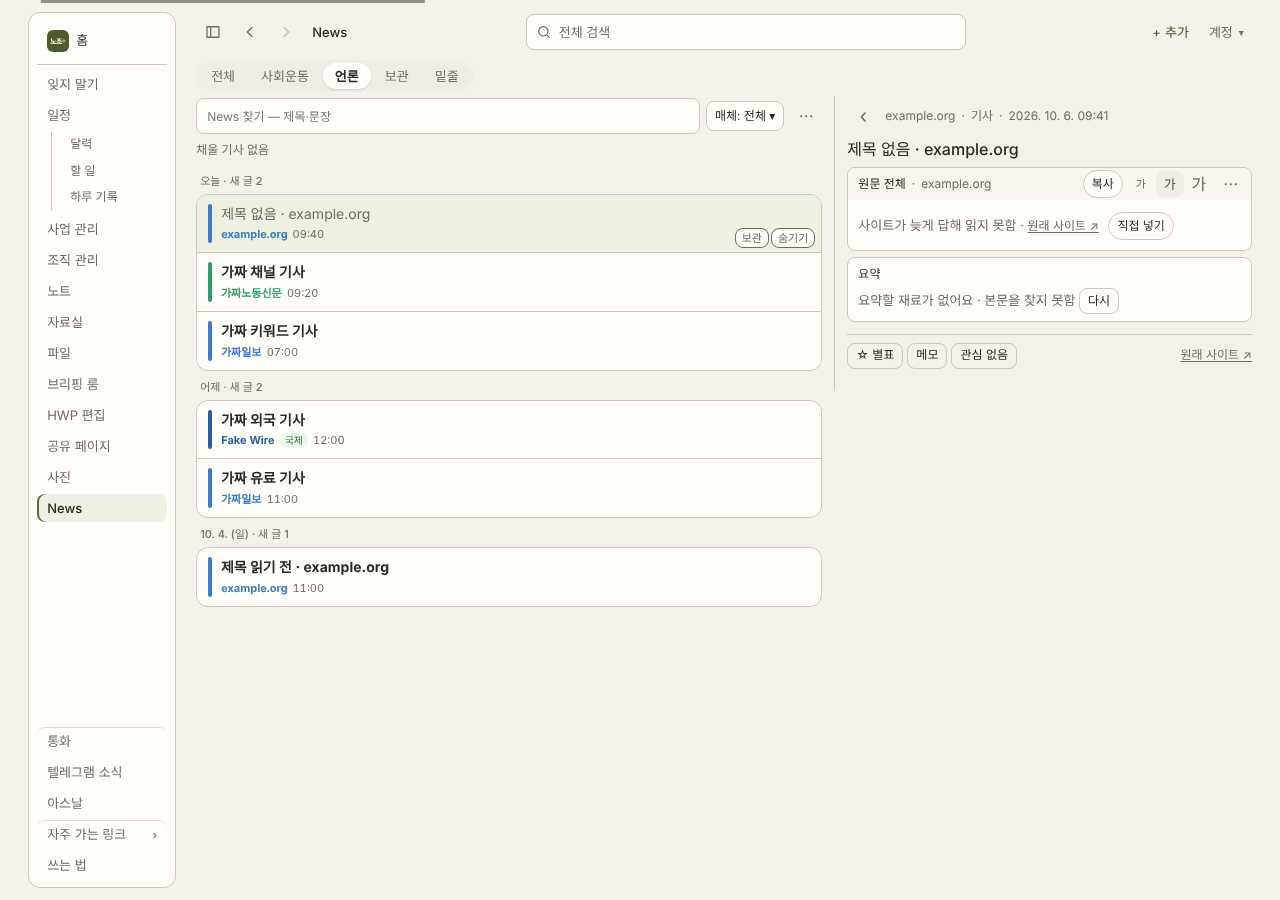 노조+ 홈
잊지 말기
일정
달력
할 일
하루 기록
사업 관리
조직 관리
노트
자료실
파일
브리핑 룸
HWP 편집
공유 페이지
사진
News
통화
텔레그램 소식
아스날
자주 가는 링크 ›
쓰는 법
News
전체 검색
+ 추가 계정 ▾
전체 사회운동 언론 보관 밑줄
News 찾기 — 제목·문장 매체: 전체 ▾ ···
채울 기사 없음
오늘 · 새 글 2
제목 없음 · example.org
example.org 09:40 보관 숨기기
가짜 채널 기사
가짜노동신문 09:20
가짜 키워드 기사
가짜일보 07:00
어제 · 새 글 2
가짜 외국 기사
Fake Wire 국제 12:00
가짜 유료 기사
가짜일보 11:00
10. 4. (일) · 새 글 1
제목 읽기 전 · example.org
example.org 11:00
example.org · 기사 · 2026. 10. 6. 09:41
제목 없음 · example.org
원문 전체 · example.org 복사 가 가 가 ···
사이트가 늦게 답해 읽지 못함 · 원래 사이트 ↗ 직접 넣기
요약
요약할 재료가 없어요 · 본문을 찾지 못함 다시
☆ 별표 메모 관심 없음 원래 사이트 ↗